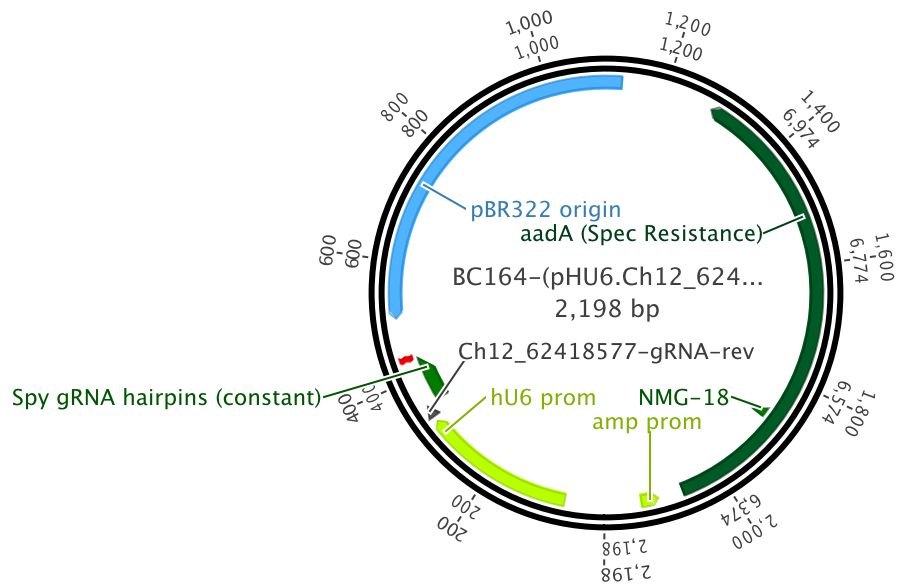 1,000
1,000
1,200
1,200
800
800
1,400
6,974
pBR322 origin
aadA (Spec Resistance)
600
600
1,600
6,774
BC164-(pHU6.Ch12_624...
2,198 bp
Ch12_62418577-gRNA-rev
Spy gRNA hairpins (constant)
hU6 prom
NMG-18
400
400
amp prom
1,800
6,574
200
200
2,000
6,374
2,198
2,198